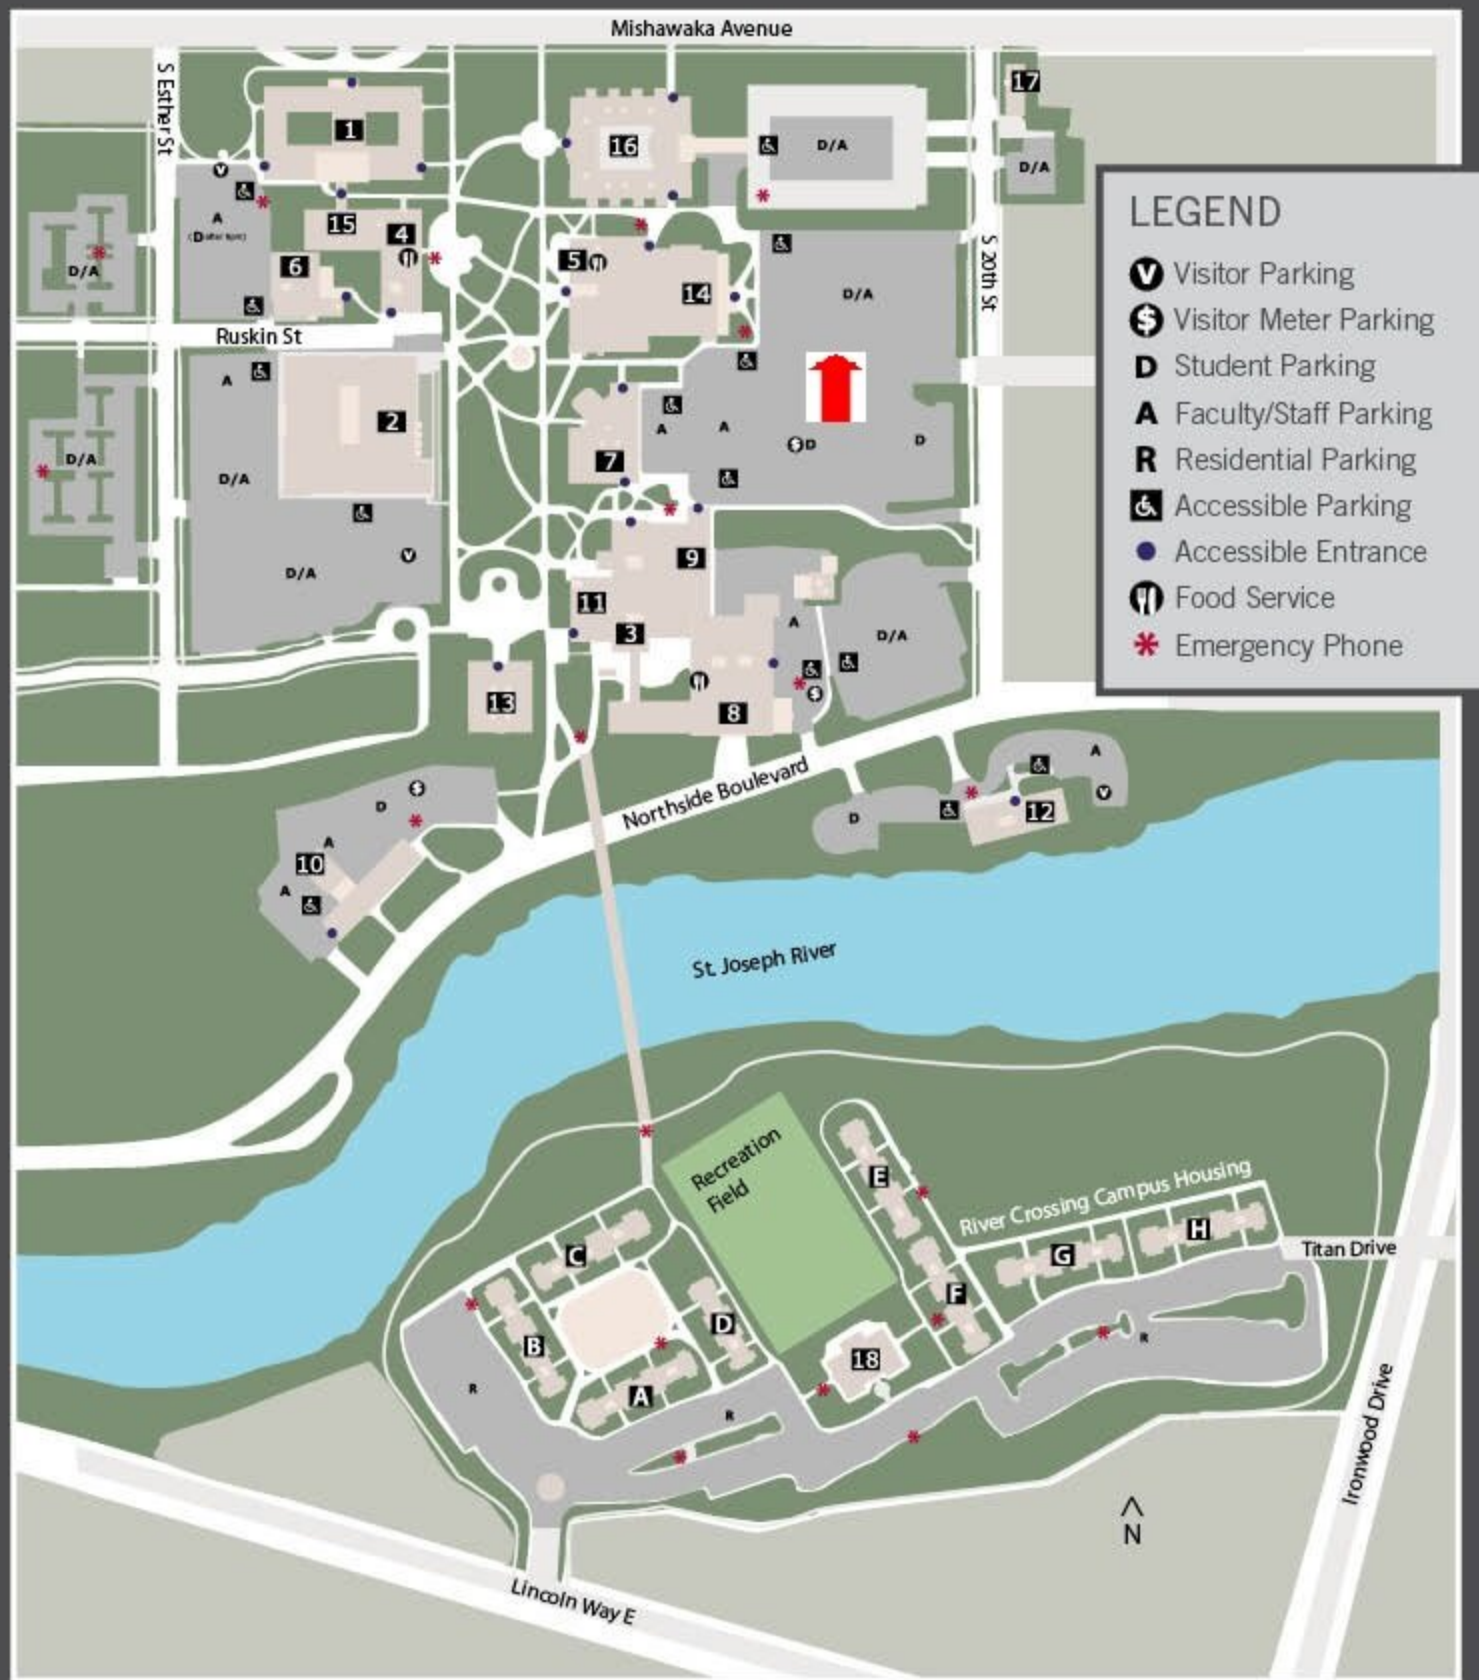 Mishawaka Avenue
S Esther St
17
1
16
D/A
D/A
A
(D after 6pm)
15
4
5
6
14
D/A
D/A
S 20th St
Ruskin St
A
2
A
A
D
D
7
D/A
D/A
9
D/A
11
3
A
D/A
13
8
LEGEND
V Visitor Parking
$ Visitor Meter Parking
D Student Parking
A Faculty/Staff Parking
R Residential Parking
Accessible Parking
Accessible Entrance
Food Service
Emergency Phone
V
V
$
$
Northside Boulevard
A
V
$
D
D
12
A
10
A
St. Joseph River
Recreation
Field
E
River Crossing Campus Housing
H
C
G
Titan Drive
F
D
B
18
R
R
A
R
Ironwood Drive
N
Lincoln Way E